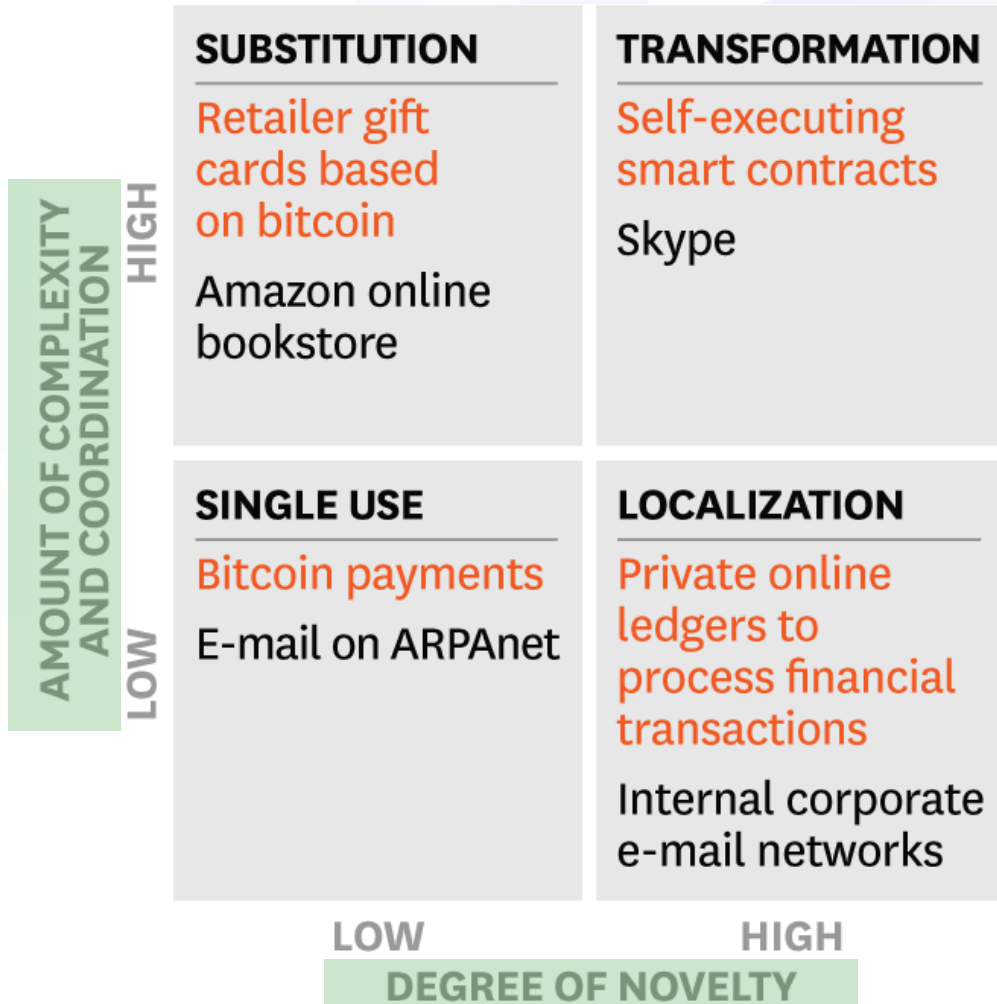 SUBSTITUTION
Retailer gift
cards based
on bitcoin
Amazon online
bookstore
TRANSFORMATION
Self-executing
smart contracts
Skype
SINGLE USE
Bitcoin payments
E-mail on ARPAnet
LOCALIZATION
Private online
ledgers to
process financial
transactions
Internal corporate
e-mail networks
AMOUNT OF COMPLEXITY
AND COORDINATION
HIGH
LOW
LOW
HIGH
DEGREE OF NOVELTY